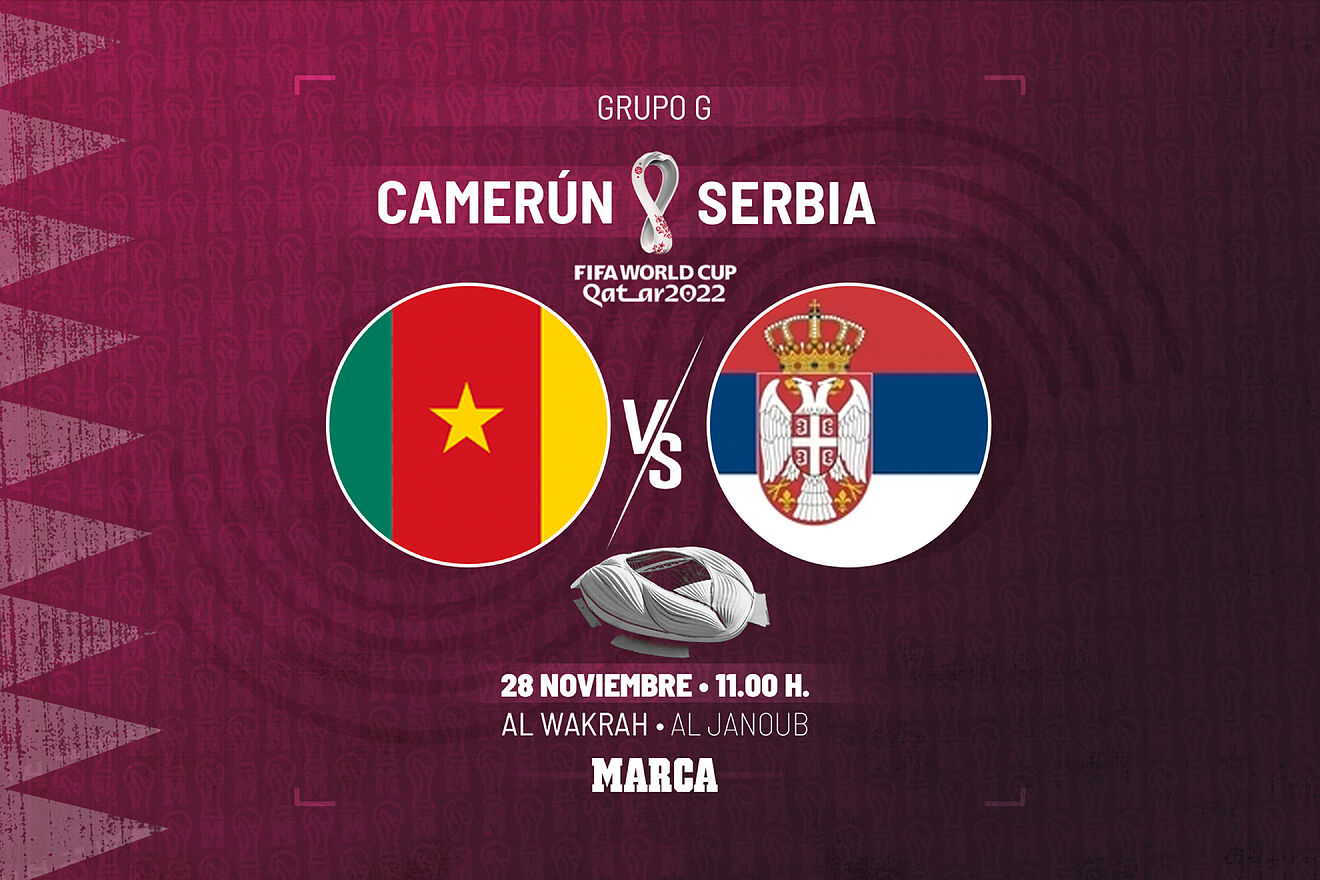 GRUPO G
CAMERÚN SERBIA
FIFA WORLD CUP
Qatar2022
VS
28 NOVIEMBRE • 11.00 H.
AL WAKRAH • AL JANOUB
MARCA